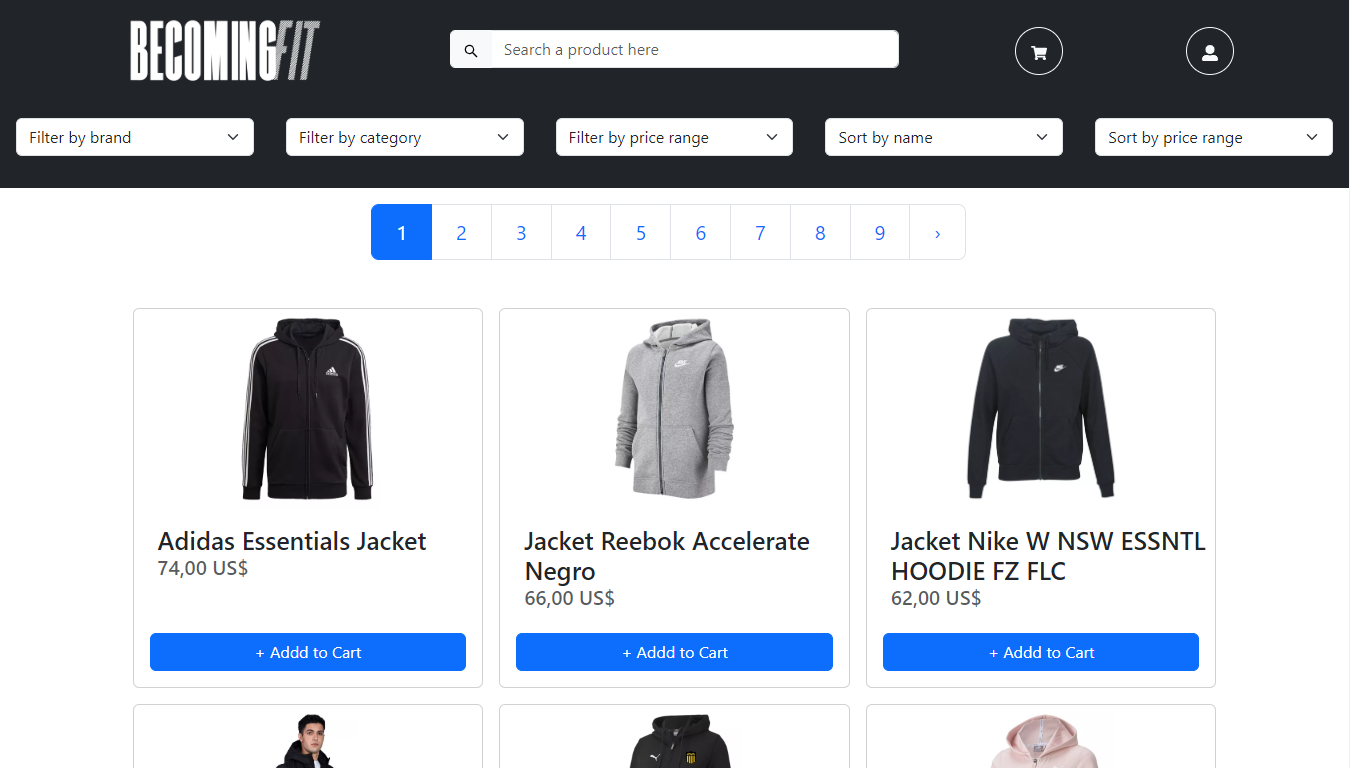 BECOMINGFIT
Search a product here
Filter by brand
Filter by category
Filter by price range
Sort by name
Sort by price range
1 2 3 4 5 6 7 8 9 ›
Adidas Essentials Jacket
74,00 US$
+ Addd to Cart
Jacket Reebok Accelerate
Negro
66,00 US$
+ Addd to Cart
Jacket Nike W NSW ESSNTL
HOODIE FZ FLC
62,00 US$
+ Addd to Cart